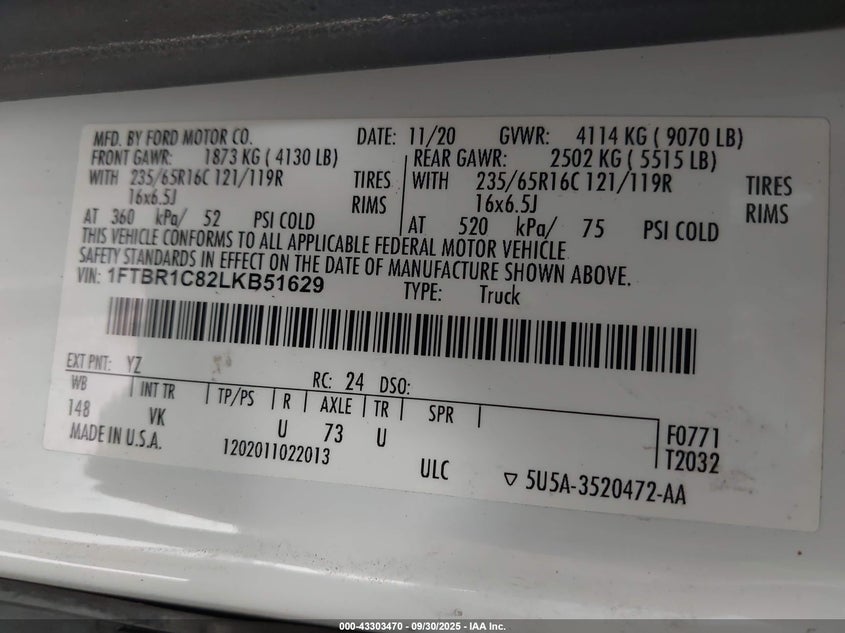 MFD. BY FORD MOTOR CO. DATE: 11/20 GVWR: 4114 KG ( 9070 LB)
FRONT GAWR: 1873 KG ( 4130 LB) REAR GAWR: 2502 KG ( 5515 LB)
WITH 235/65R16C 121/119R TIRES WITH 235/65R16C 121/119R TIRES
16x6.5J RIMS 16x6.5J RIMS
AT 360 kPa/ 52 PSI COLD AT 520 kPa/ 75 PSI COLD
THIS VEHICLE CONFORMS TO ALL APPLICABLE FEDERAL MOTOR VEHICLE
SAFETY STANDARDS IN EFFECT ON THE DATE OF MANUFACTURE SHOWN ABOVE.
VIN: 1FTBR1C82LKB51629 TYPE: Truck
EXT PNT: YZ RC: 24 DSO:
WB INT TR TP/PS R AXLE TR SPR
148 VK U 73 U F0771
MADE IN U.S.A. 1202011022013 T2032
ULC 5U5A-3520472-AA
000-43303470 - 09/30/2025 - IAA Inc.